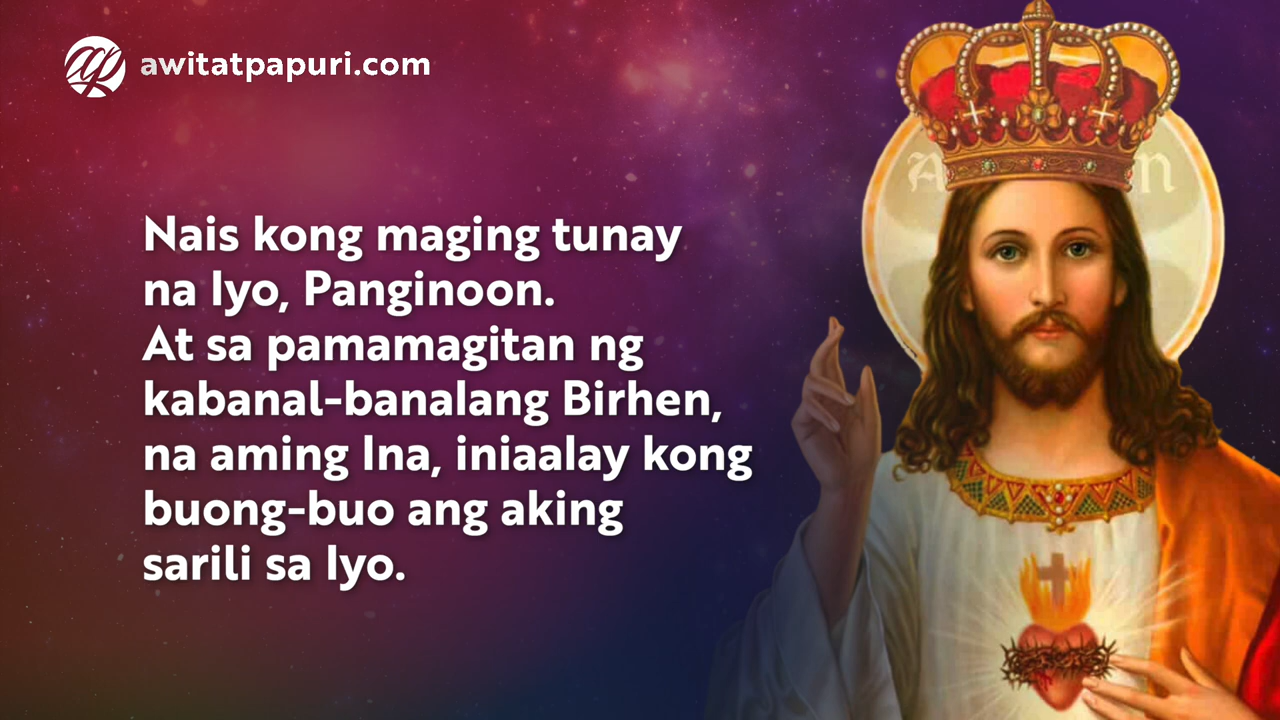 awitatpapuri.com
Nais kong maging tunay
na Iyo, Panginoon.
At sa pamamagitan ng
kabanal-banalang Birhen,
na aming Ina, iniaalay kong
buong-buo ang aking
sarili sa Iyo.